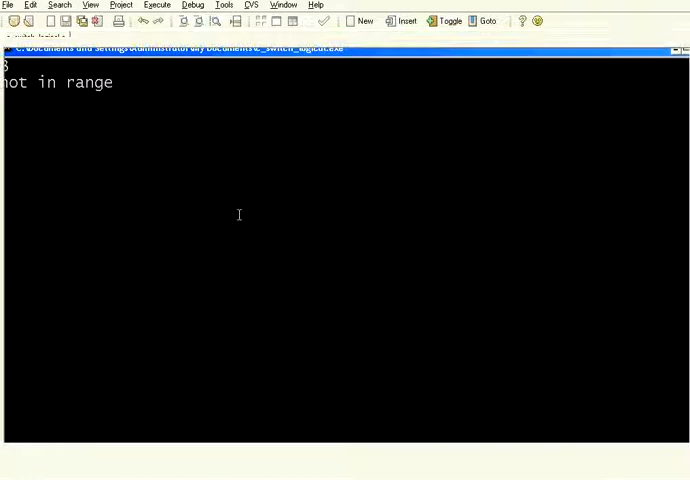 File Edit Search View Project Execute Debug Tools CVS Window Help
New Insert Toggle Goto
8
not in range